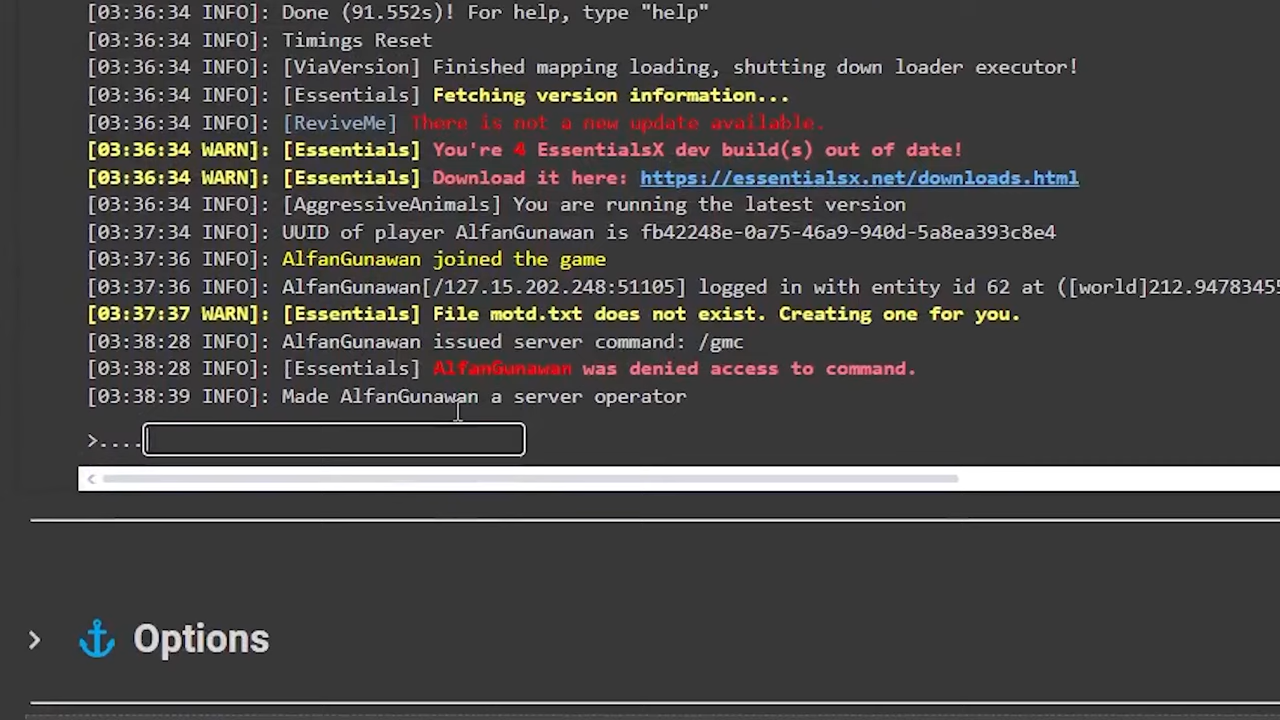 [03:36:34 INFO]: Done (91.552s)! For help, type "help"
[03:36:34 INFO]: Timings Reset
[03:36:34 INFO]: [ViaVersion] Finished mapping loading, shutting down loader executor!
[03:36:34 INFO]: [Essentials] Fetching version information...
[03:36:34 INFO]: [ReviveMe] There is not a new update available.
[03:36:34 WARN]: [Essentials] You're 4 EssentialsX dev build(s) out of date!
[03:36:34 WARN]: [Essentials] Download it here: https://essentialsx.net/downloads.html
[03:36:34 INFO]: [AggressiveAnimals] You are running the latest version
[03:37:34 INFO]: UUID of player AlfanGunawan is fb42248e-0a75-46a9-940d-5a8ea393c8e4
[03:37:36 INFO]: AlfanGunawan joined the game
[03:37:36 INFO]: AlfanGunawan[/127.15.202.248:51105] logged in with entity id 62 at ([world]212.94783455
[03:37:37 WARN]: [Essentials] File motd.txt does not exist. Creating one for you.
[03:38:28 INFO]: AlfanGunawan issued server command: /gmc
[03:38:28 INFO]: [Essentials] AlfanGunawan was denied access to command.
[03:38:39 INFO]: Made AlfanGunawan a server operator
>....
Options